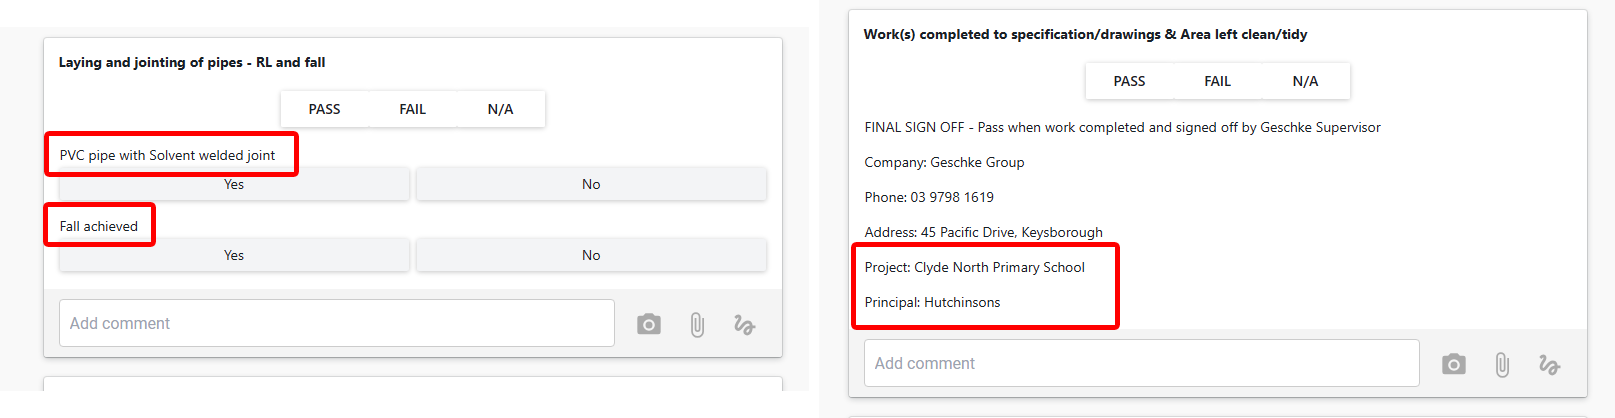 Laying and jointing of pipes - RL and fall
PASS FAIL N/A
PVC pipe with Solvent welded joint
Yes No
Fall achieved
Yes No
Add comment
Work(s) completed to specification/drawings & Area left clean/tidy
PASS FAIL N/A
FINAL SIGN OFF - Pass when work completed and signed off by Geschke Supervisor
Company: Geschke Group
Phone: 03 9798 1619
Address: 45 Pacific Drive, Keysborough
Project: Clyde North Primary School
Principal: Hutchinsons
Add comment